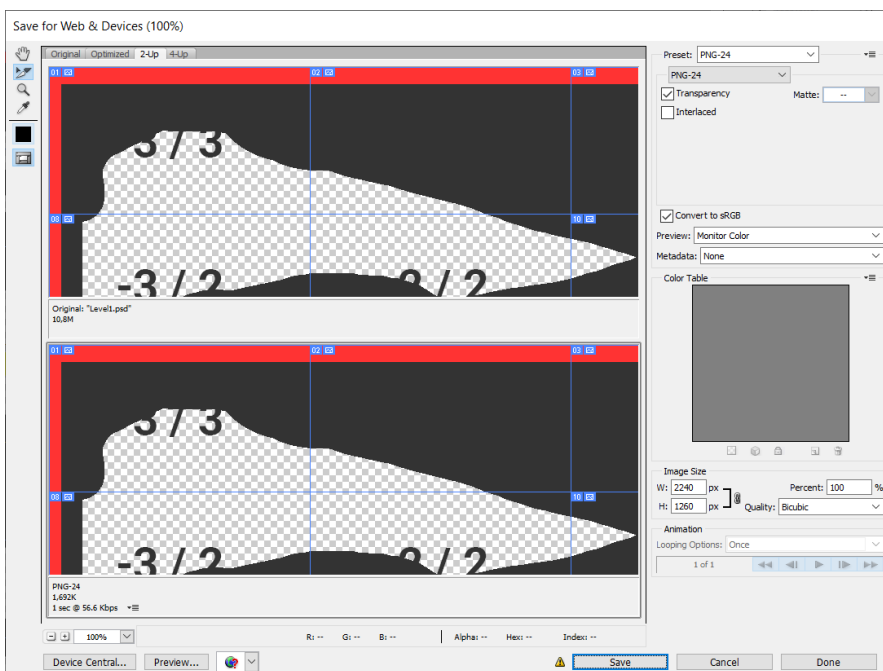 Save for Web & Devices (100%)
Original Optimized 2-Up 4-Up
01 02 03
3 / 3
08 10
-3 / 2 2 / 2
Original: "Level1.psd"
10,8M
01 02 03
3 / 3
08 10
-3 / 2 2 / 2
PNG-24
1,692K
1 sec @ 56.6 Kbps
100% R: -- G: -- B: -- Alpha: -- Hex: -- Index: --
Device Central... Preview... Save Cancel Done
Preset: PNG-24
PNG-24
Transparency Matte: --
Interlaced
Convert to sRGB
Preview: Monitor Color
Metadata: None
Color Table
Image Size
W: 2240 px Percent: 100 %
H: 1260 px Quality: Bicubic
Animation
Looping Options: Once
1 of 1